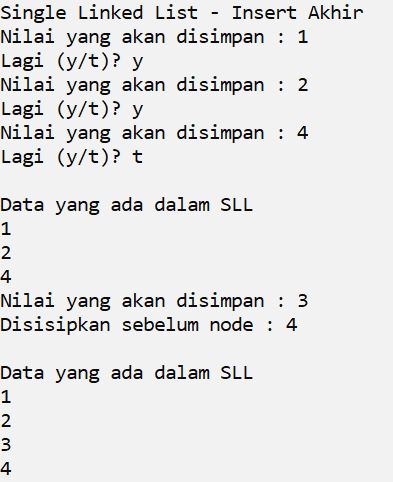 Single Linked List - Insert Akhir
Nilai yang akan disimpan : 1
Lagi (y/t)? y
Nilai yang akan disimpan : 2
Lagi (y/t)? y
Nilai yang akan disimpan : 4
Lagi (y/t)? t
Data yang ada dalam SLL
1
2
4
Nilai yang akan disimpan : 3
Disisipkan sebelum node : 4
Data yang ada dalam SLL
1
2
3
4